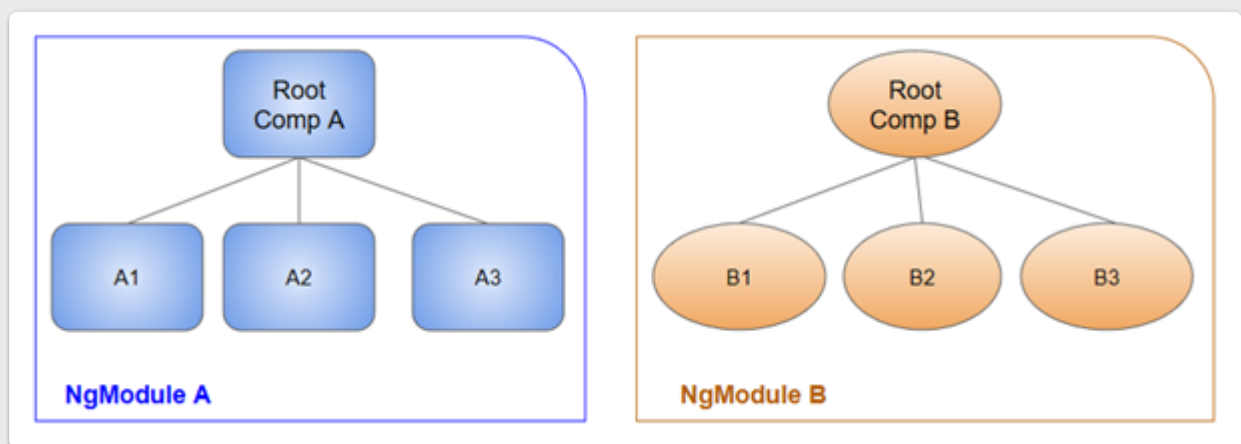 Root
Comp A
A1
A2
A3
NgModule A
Root
Comp B
B1
B2
B3
NgModule B